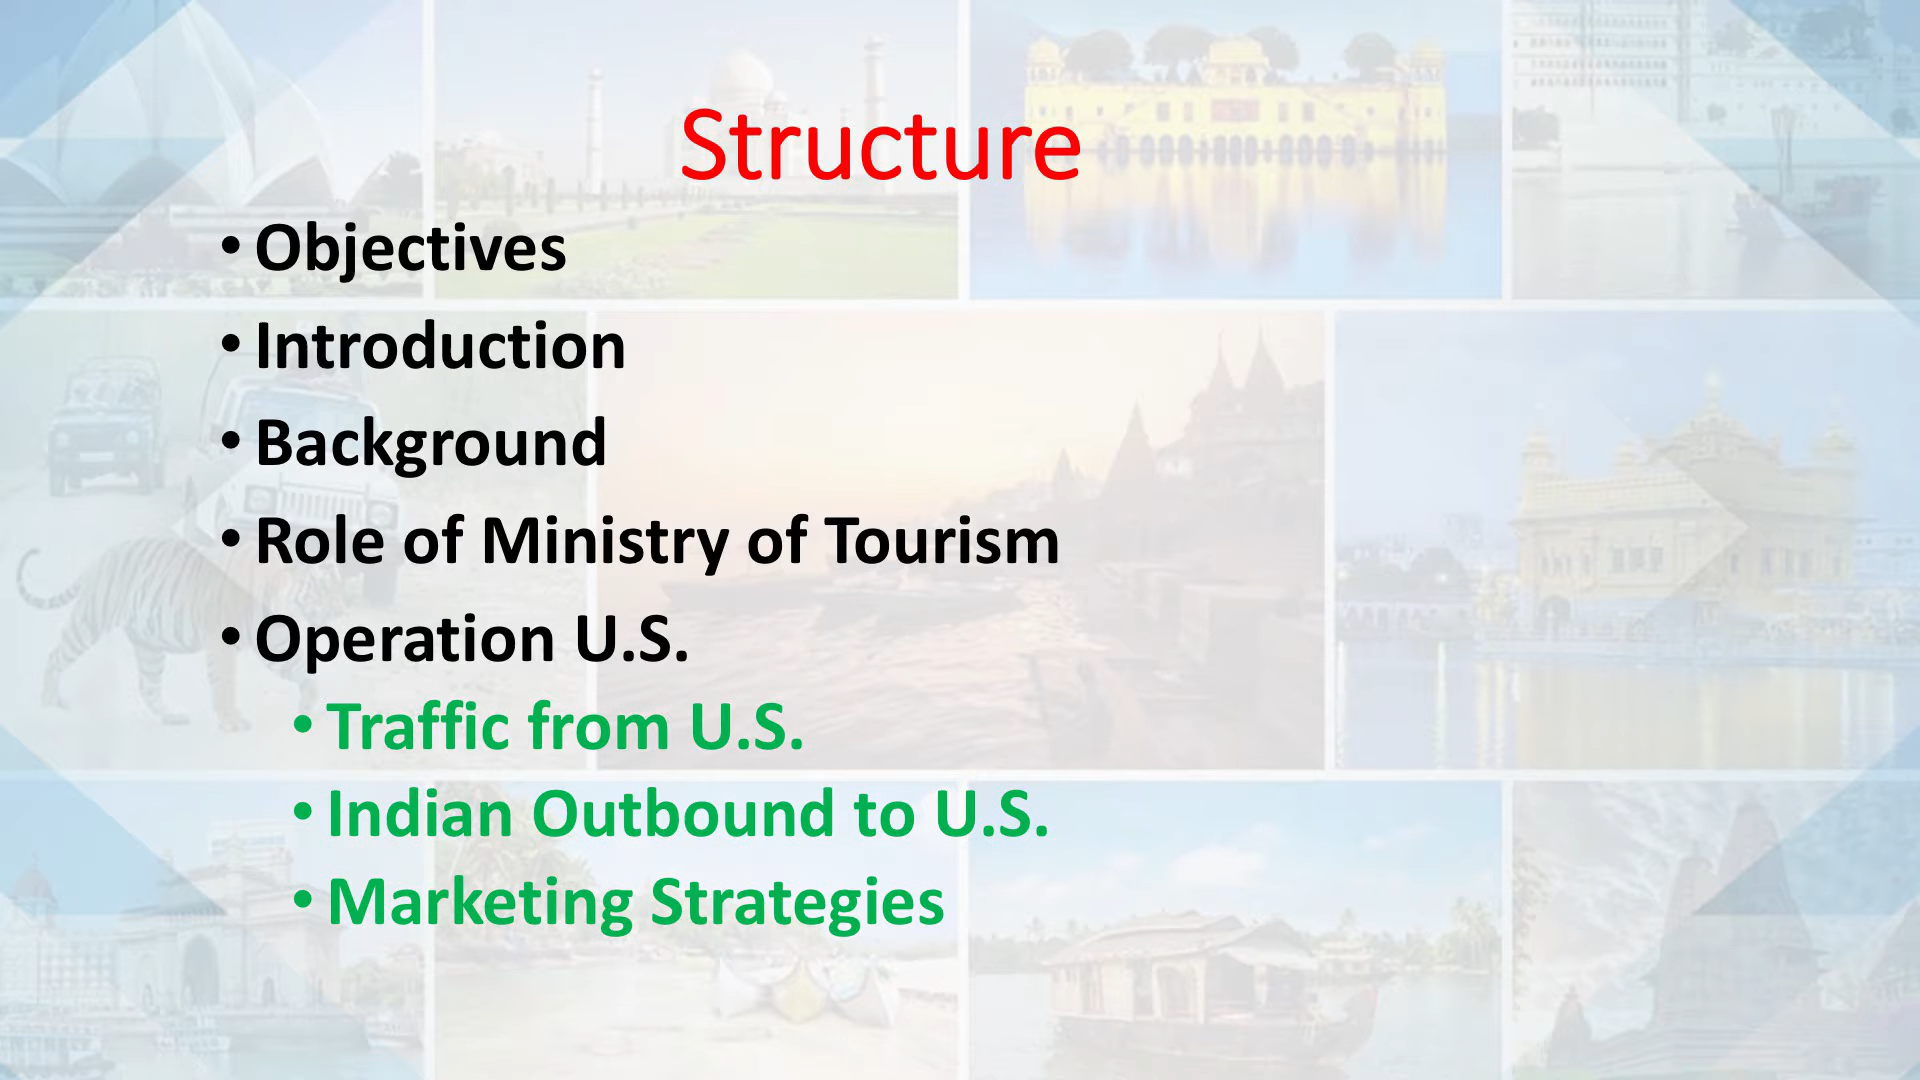 Structure
• Objectives
• Introduction
• Background
• Role of Ministry of Tourism
• Operation U.S.
• Traffic from U.S.
• Indian Outbound to U.S.
• Marketing Strategies